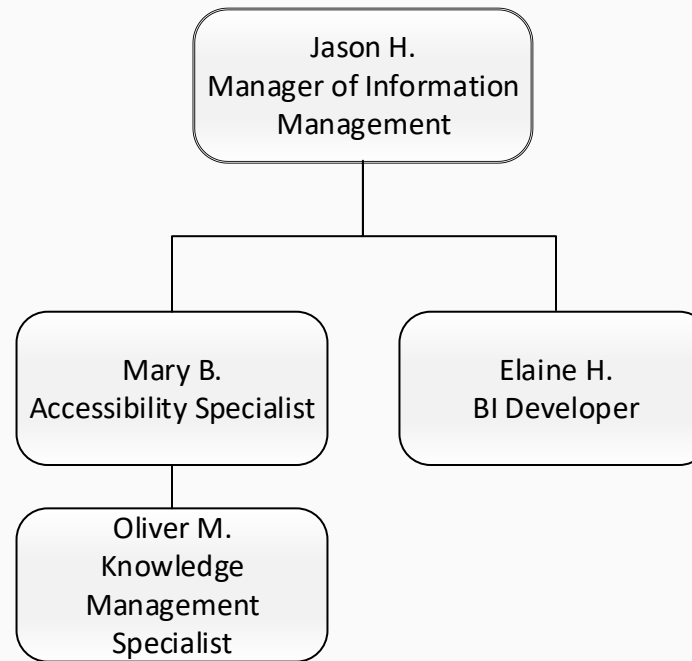 Jason H.
Manager of Information
Management
Mary B.
Accessibility Specialist
Elaine H.
BI Developer
Oliver M.
Knowledge
Management
Specialist